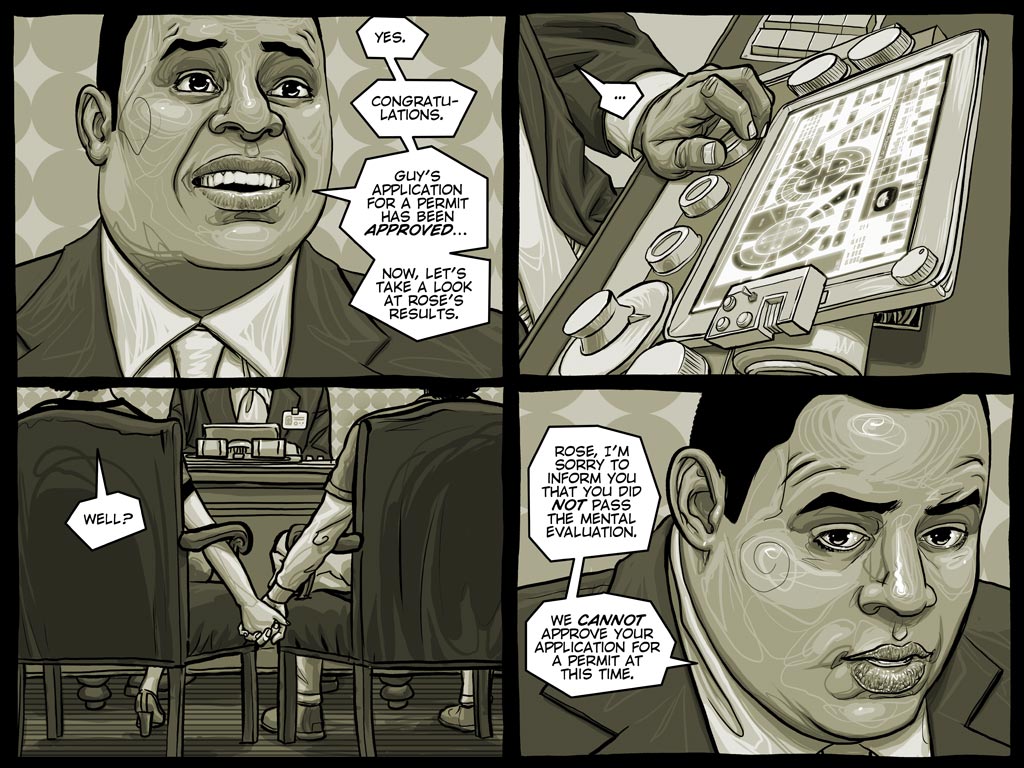 YES.
CONGRATU-
LATIONS.
GUY'S
APPLICATION
FOR A PERMIT
HAS BEEN
APPROVED...
NOW, LET'S
TAKE A LOOK
AT ROSE'S
RESULTS.
...
WELL?
ROSE, I'M
SORRY TO
INFORM YOU
THAT YOU DID
NOT PASS
THE MENTAL
EVALUATION.
WE CANNOT
APPROVE YOUR
APPLICATION FOR
A PERMIT AT
THIS TIME.